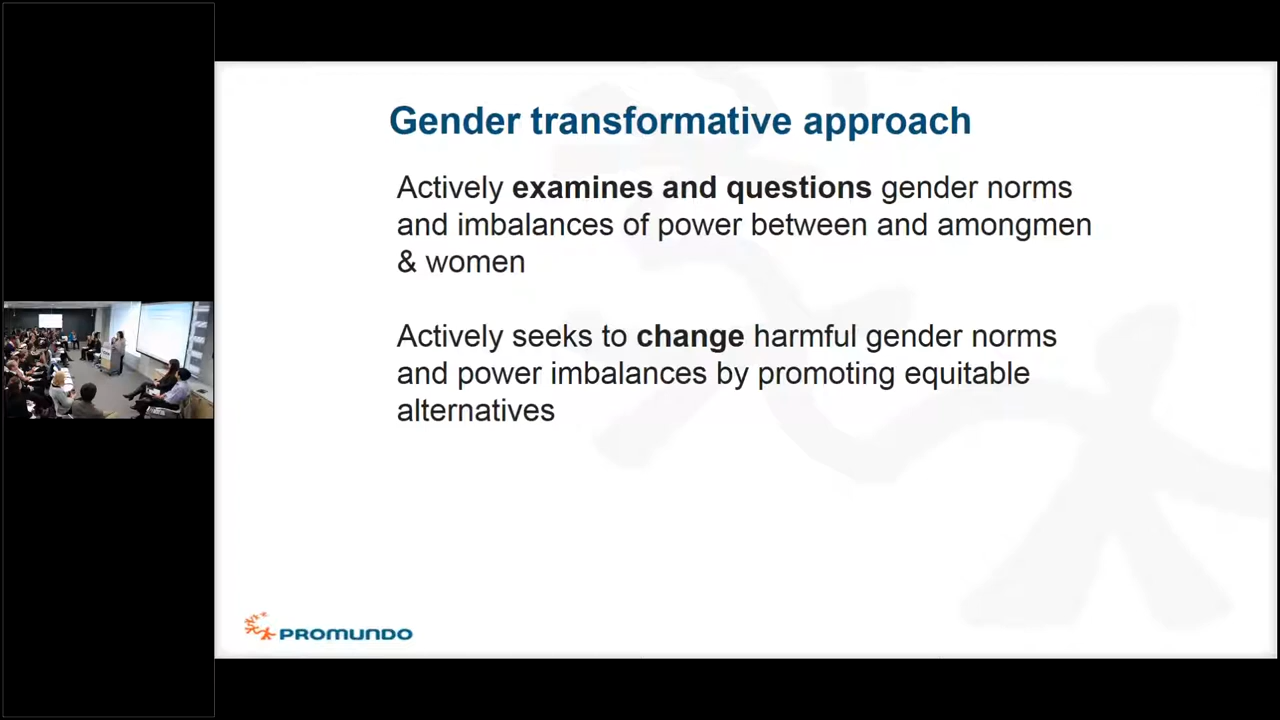 Gender transformative approach
Actively examines and questions gender norms
and imbalances of power between and amongmen
& women
Actively seeks to change harmful gender norms
and power imbalances by promoting equitable
alternatives
PROMUNDO